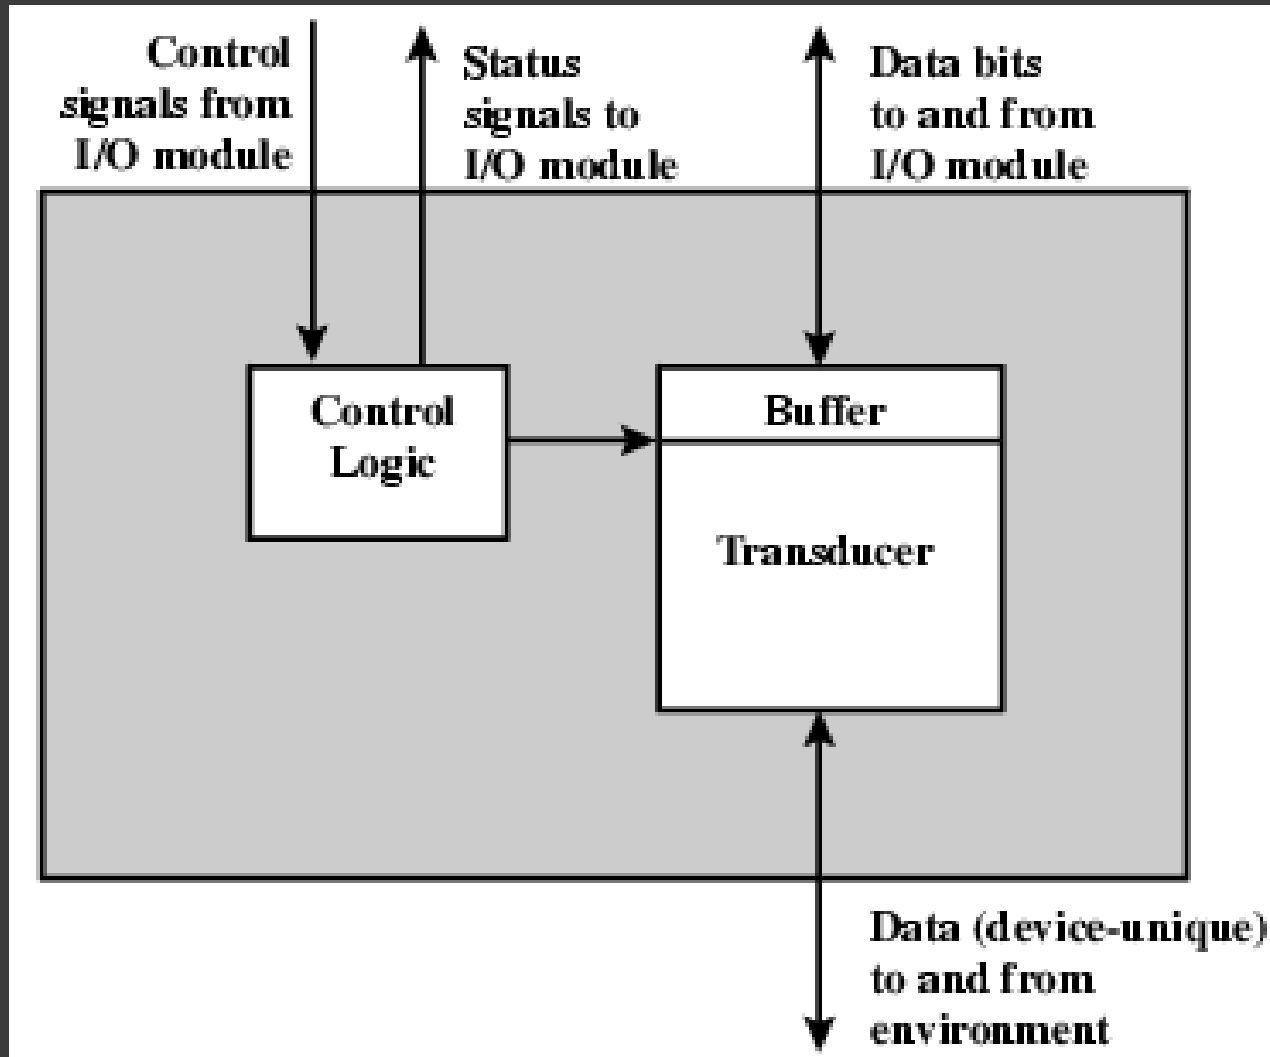 Control
signals from
I/O module
Status
signals to
I/O module
Data bits
to and from
I/O module
Control
Logic
Buffer
Transducer
Data (device-unique)
to and from
environment